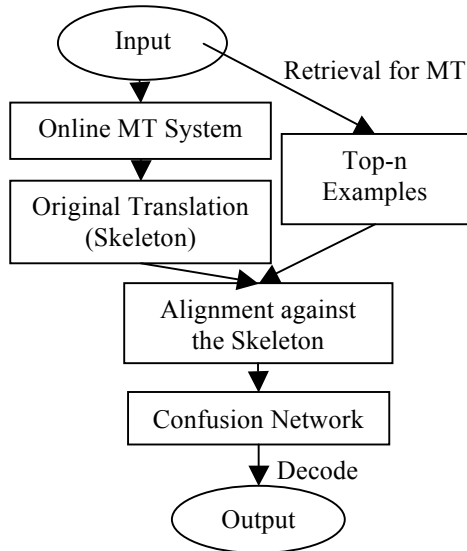 Input
Retrieval for MT
Online MT System
Top-n
Examples
Original Translation
(Skeleton)
Alignment against
the Skeleton
Confusion Network
Decode
Output